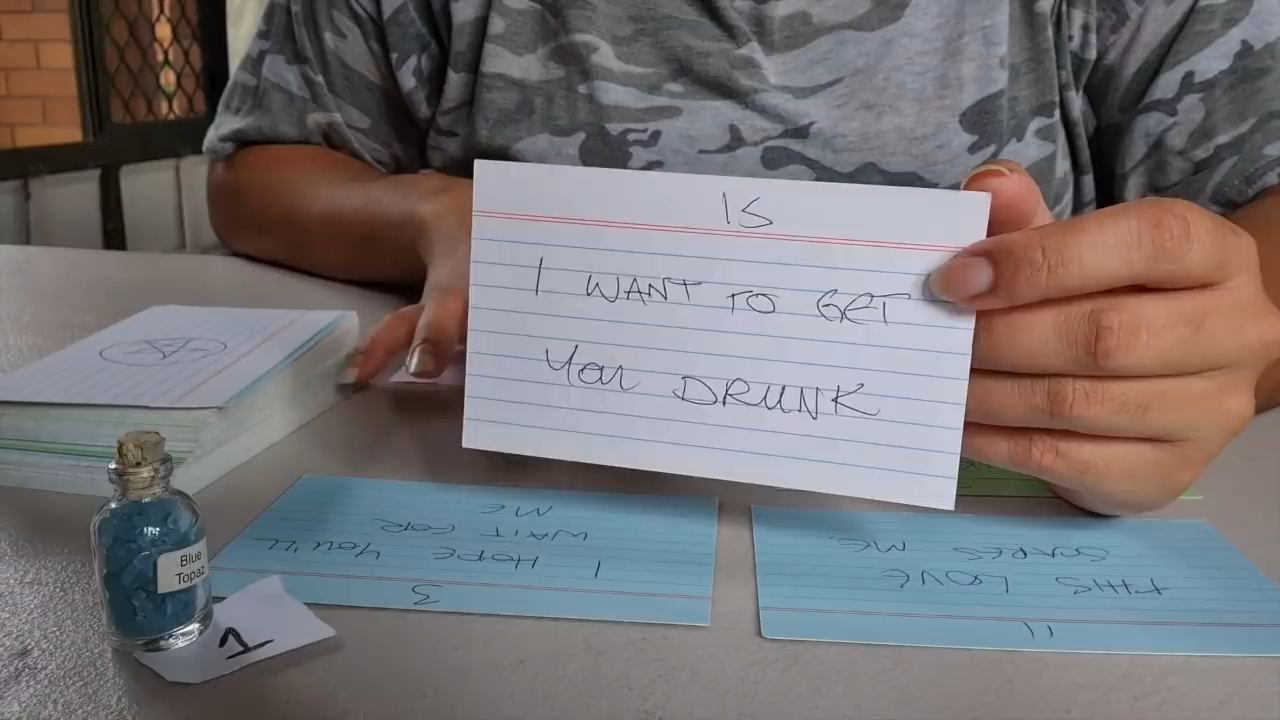 15
I WANT TO GET
YOU DRUNK
3
I HOPE YOU'LL
WAIT FOR
ME.
11
THIS LOVE
SCARES ME.
Blue
Topaz
1